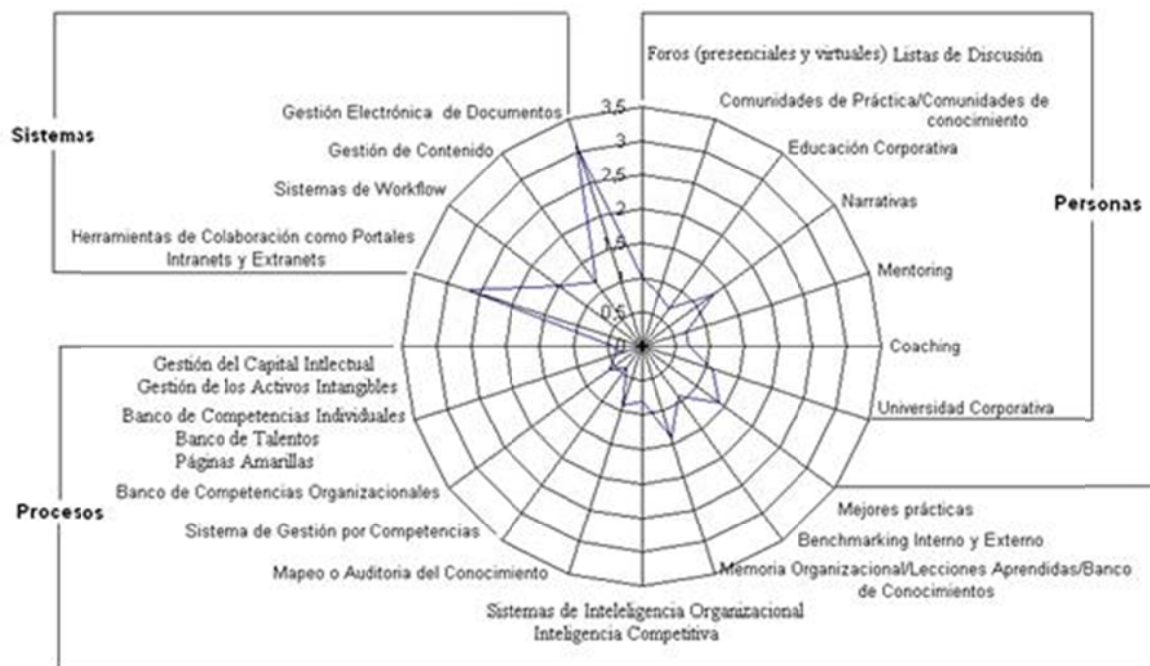 Foros (presenciales y virtuales) Listas de Discusión
Comunidades de Práctica/Comunidades de
conocimiento
Educación Corporativa
Narrativas
Mentoring
Coaching
Universidad Corporativa
Personas
Mejores prácticas
Benchmarking Interno y Externo
Memoria Organizacional/Lecciones Aprendidas/Banco
de Conocimientos
Sistemas de Inteleligencia Organizacional
Inteligencia Competitiva
Mapeo o Auditoria del Conocimiento
Sistema de Gestión por Competencias
Banco de Competencias Organizacionales
Banco de Competencias Individuales
Banco de Talentos
Páginas Amarillas
Gestión del Capital Intlectual
Gestión de los Activos Intangibles
Procesos
Herramientas de Colaboración como Portales
Intranets y Extranets
Sistemas de Workflow
Gestión de Contenido
Gestión Electrónica de Documentos
Sistemas
3,5
3
2,5
2
1,5
1
0,5
0